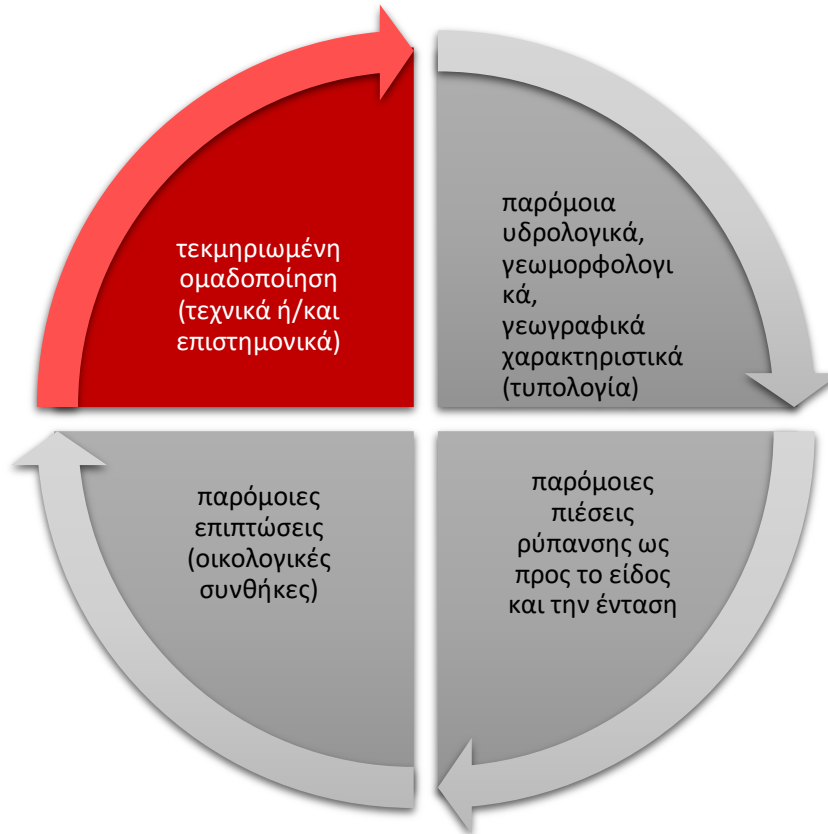 τεκμηριωμένη
ομαδοποίηση
(τεχνικά ή/και
επιστημονικά)
παρόμοια
υδρολογικά,
γεωμορφολογι
κά,
γεωγραφικά
χαρακτηριστικά
(τυπολογία)
παρόμοιες
επιπτώσεις
(οικολογικές
συνθήκες)
παρόμοιες
πιέσεις
ρύπανσης ως
προς το είδος
και την ένταση